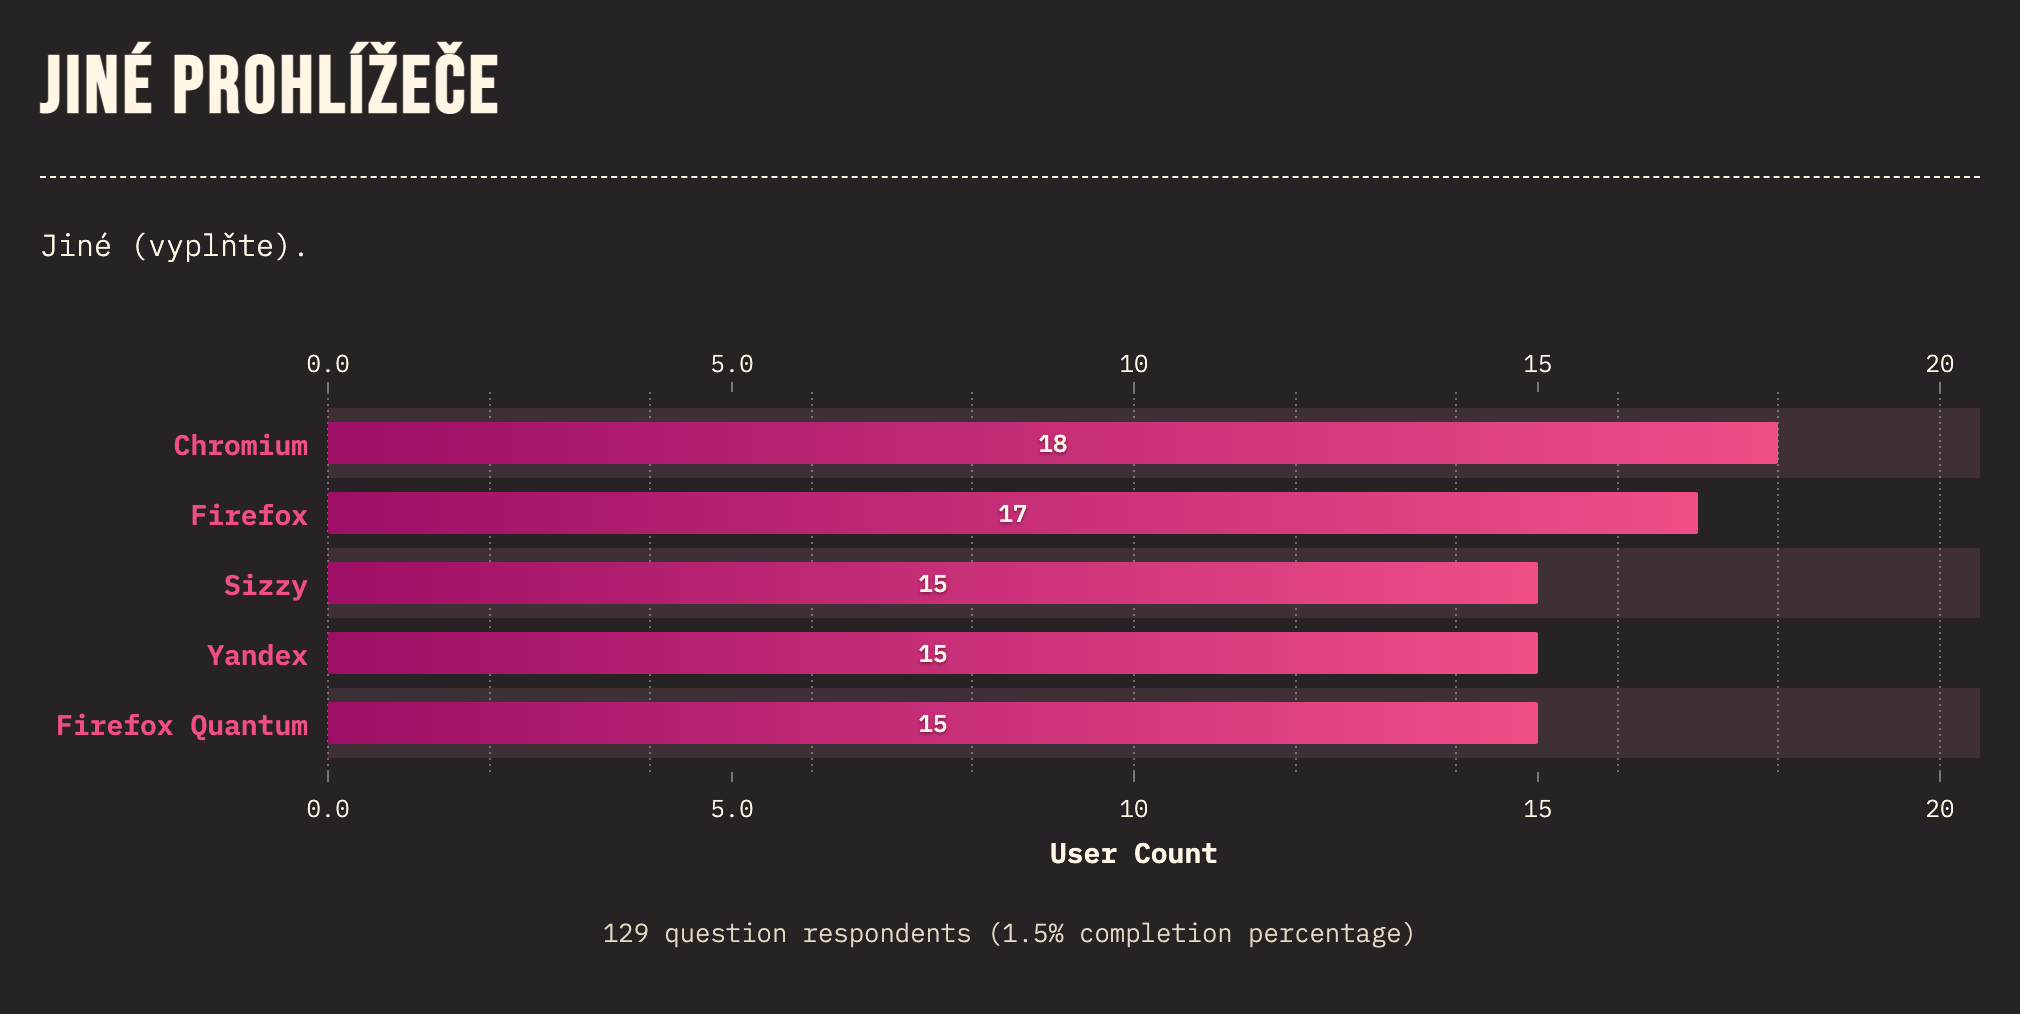 JINÉ PROHLÍŽEČE
Jiné (vyplňte).
0.0 5.0 10 15 20
Chromium 18
Firefox 17
Sizzy 15
Yandex 15
Firefox Quantum 15
0.0 5.0 10 15 20
User Count
129 question respondents (1.5% completion percentage)